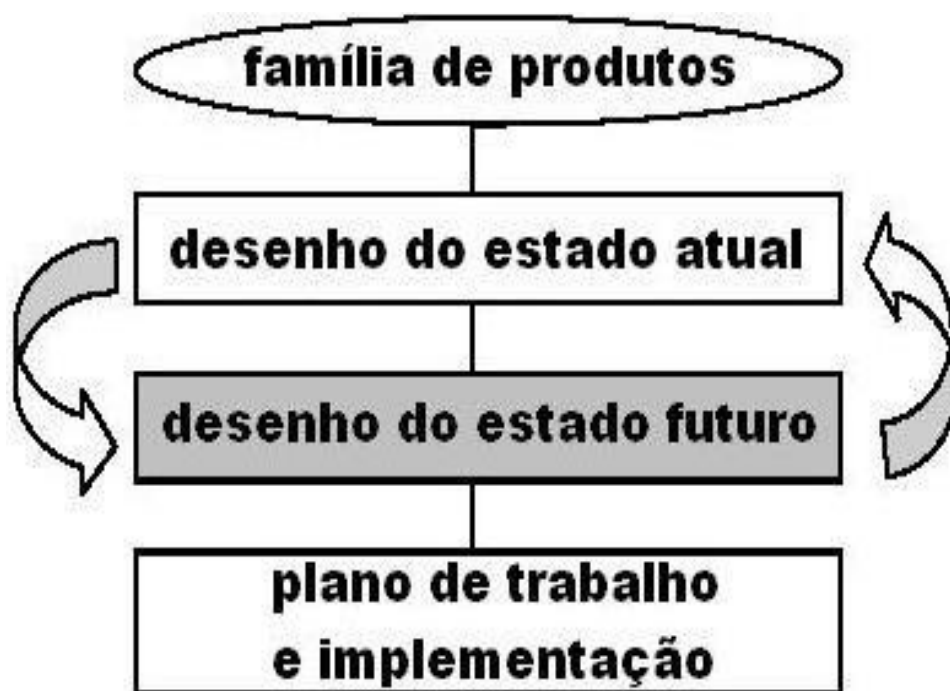 família de produtos
desenho do estado atual
desenho do estado futuro
plano de trabalho
e implementação